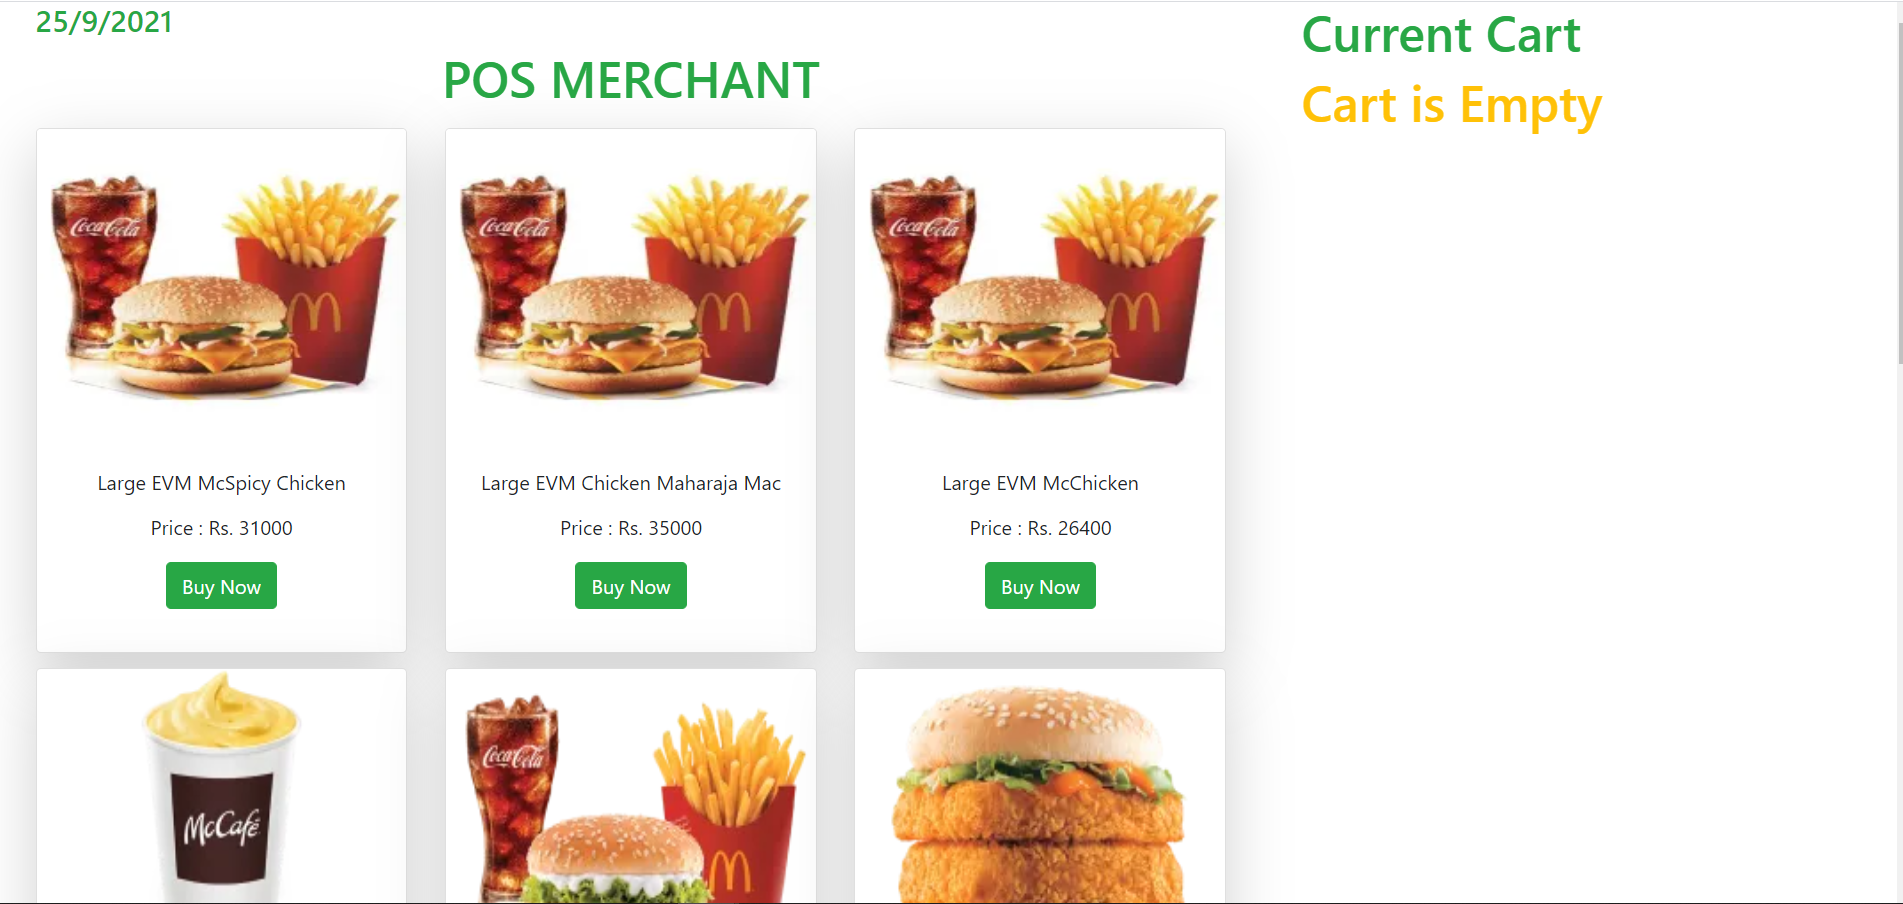 25/9/2021
POS MERCHANT
Current Cart
Cart is Empty
Coca-Cola
Coca-Cola
Coca-Cola
Large EVM McSpicy Chicken
Price : Rs. 31000
Buy Now
Large EVM Chicken Maharaja Mac
Price : Rs. 35000
Buy Now
Large EVM McChicken
Price : Rs. 26400
Buy Now
McCafé
Coca-Cola